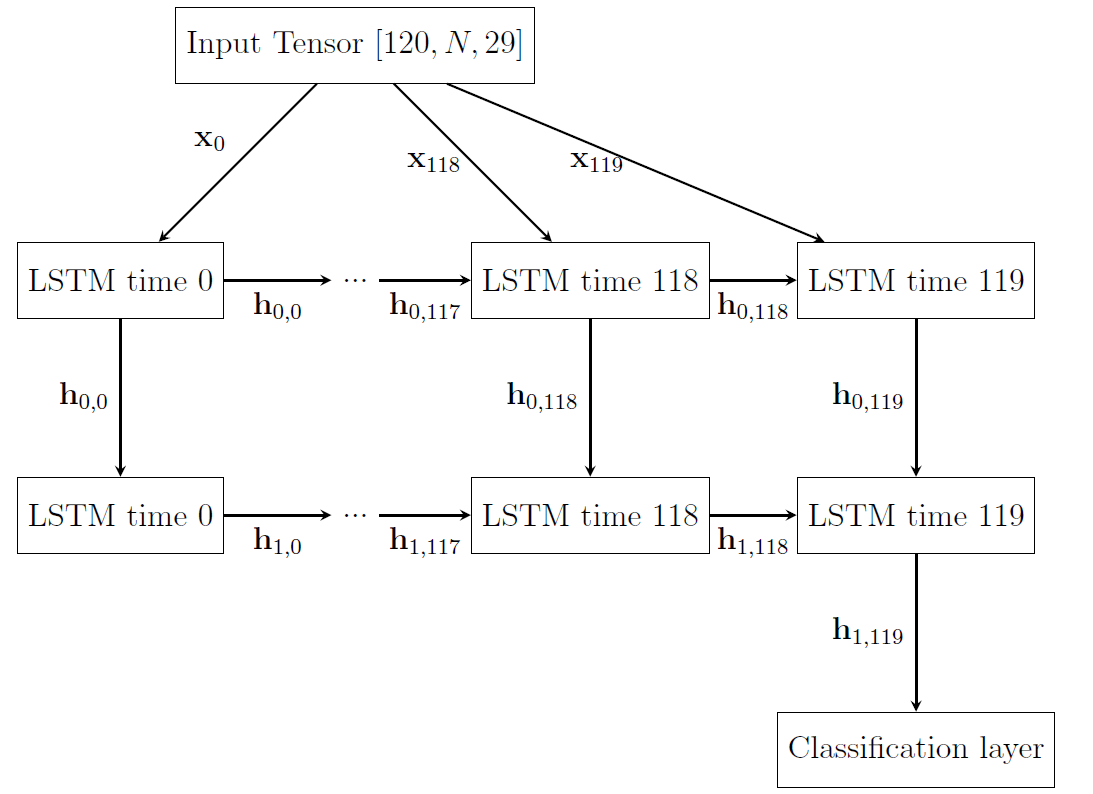 Input Tensor [120, N, 29]
x₀
x₁₁₈
x₁₁₉
LSTM time 0
...
LSTM time 118
LSTM time 119
h₀,₀
h₀,₁₁₇
h₀,₁₁₈
h₀,₀
h₀,₁₁₈
h₀,₁₁₉
LSTM time 0
...
LSTM time 118
LSTM time 119
h₁,₀
h₁,₁₁₇
h₁,₁₁₈
h₁,₁₁₉
Classification layer